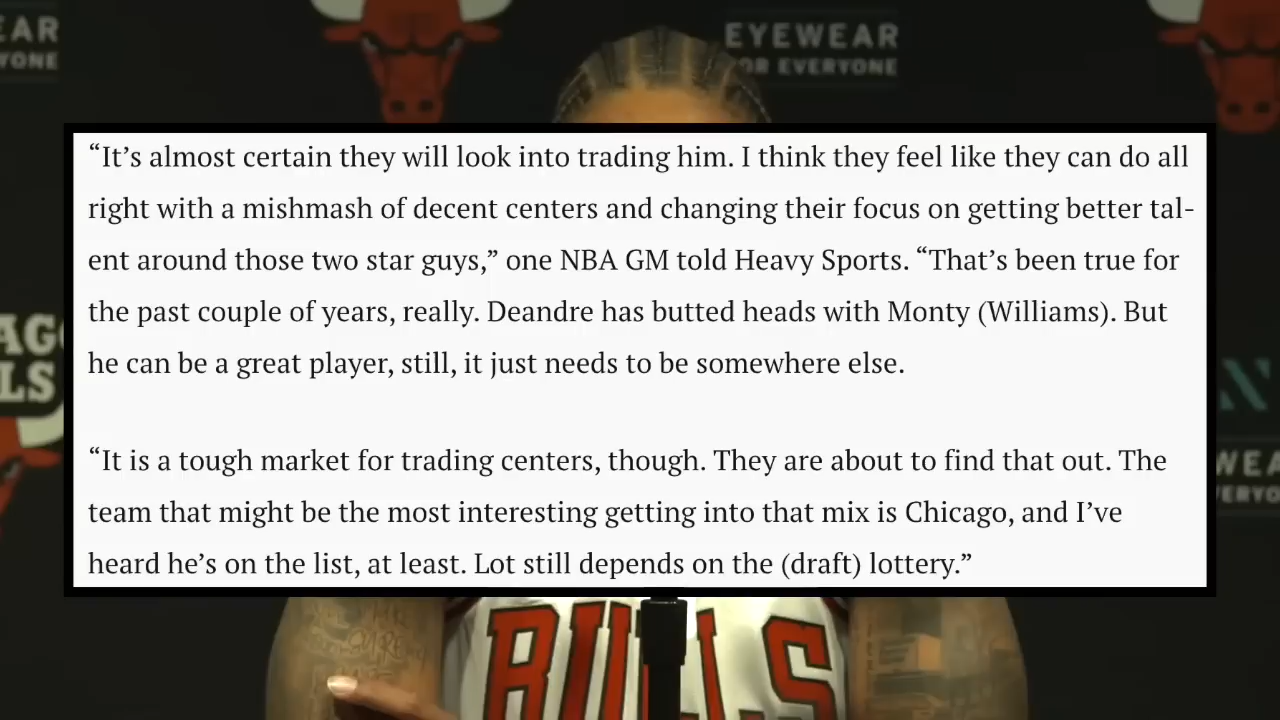 EAR
YONE
EYEWEAR
OR EVERYONE
“It’s almost certain they will look into trading him. I think they feel like they can do all
right with a mishmash of decent centers and changing their focus on getting better tal-
ent around those two star guys,” one NBA GM told Heavy Sports. “That’s been true for
the past couple of years, really. Deandre has butted heads with Monty (Williams). But
he can be a great player, still, it just needs to be somewhere else.
“It is a tough market for trading centers, though. They are about to find that out. The
team that might be the most interesting getting into that mix is Chicago, and I’ve
heard he’s on the list, at least. Lot still depends on the (draft) lottery.”
AG
LS
N
WEA
VERYO
BULLS